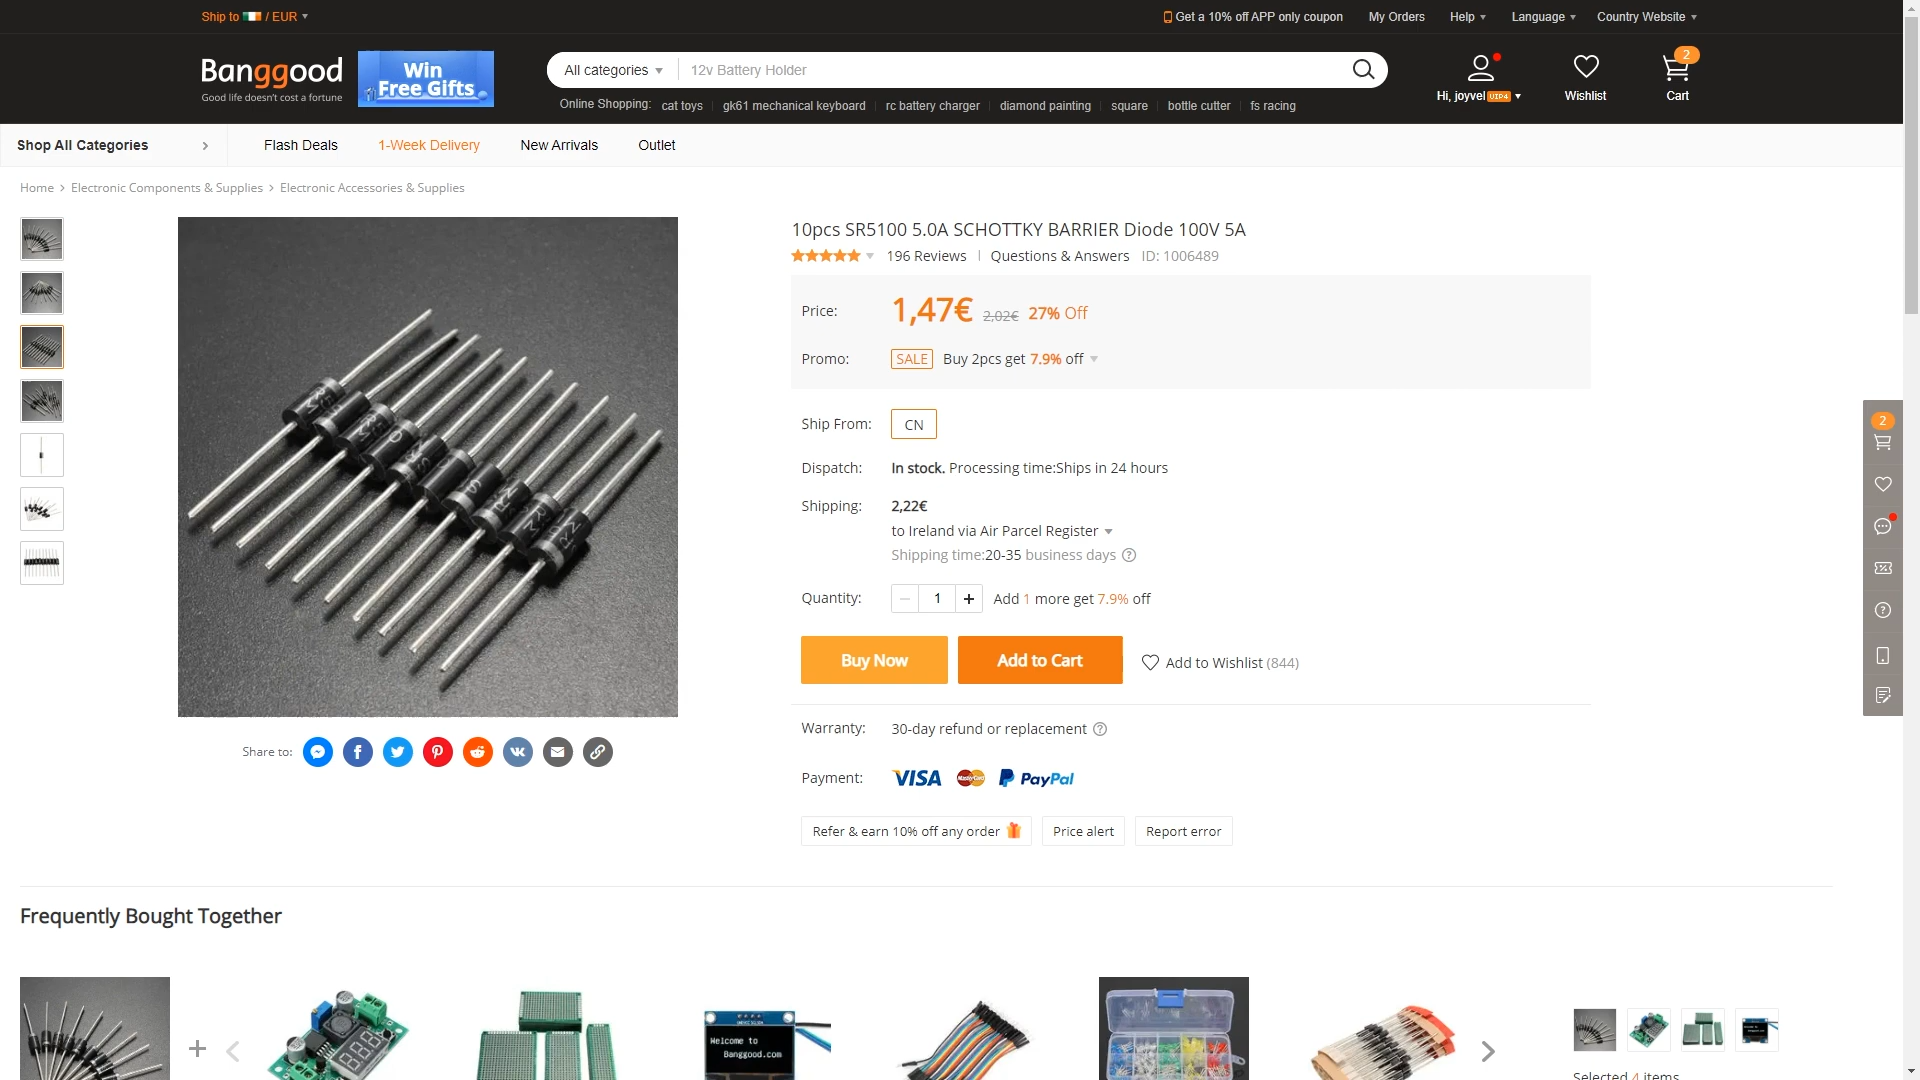 Ship to / EUR
Get a 10% off APP only coupon
My Orders
Help
Language
Country Website
Banggood
Good life doesn't cost a fortune
Win
Free Gifts
All categories
12v Battery Holder
Online Shopping: cat toys gk61 mechanical keyboard rc battery charger diamond painting square bottle cutter fs racing
Hi, joyvel VIP4
Wishlist
2
Cart
Shop All Categories
Flash Deals
1-Week Delivery
New Arrivals
Outlet
Home > Electronic Components & Supplies > Electronic Accessories & Supplies
10pcs SR5100 5.0A SCHOTTKY BARRIER Diode 100V 5A
196 Reviews | Questions & Answers ID: 1006489
Price: 1,47€ 2,02€ 27% Off
Promo: SALE Buy 2pcs get 7.9% off
Ship From: CN
Dispatch: In stock. Processing time:Ships in 24 hours
Shipping: 2,22€
to Ireland via Air Parcel Register
Shipping time:20-35 business days
Quantity: 1 + Add 1 more get 7.9% off
Buy Now
Add to Cart
Add to Wishlist (844)
Share to:
Warranty: 30-day refund or replacement
Payment: VISA MasterCard PayPal
Refer & earn 10% off any order
Price alert
Report error
2
Frequently Bought Together
Welcome to
Banggood.com
Selected 4 items